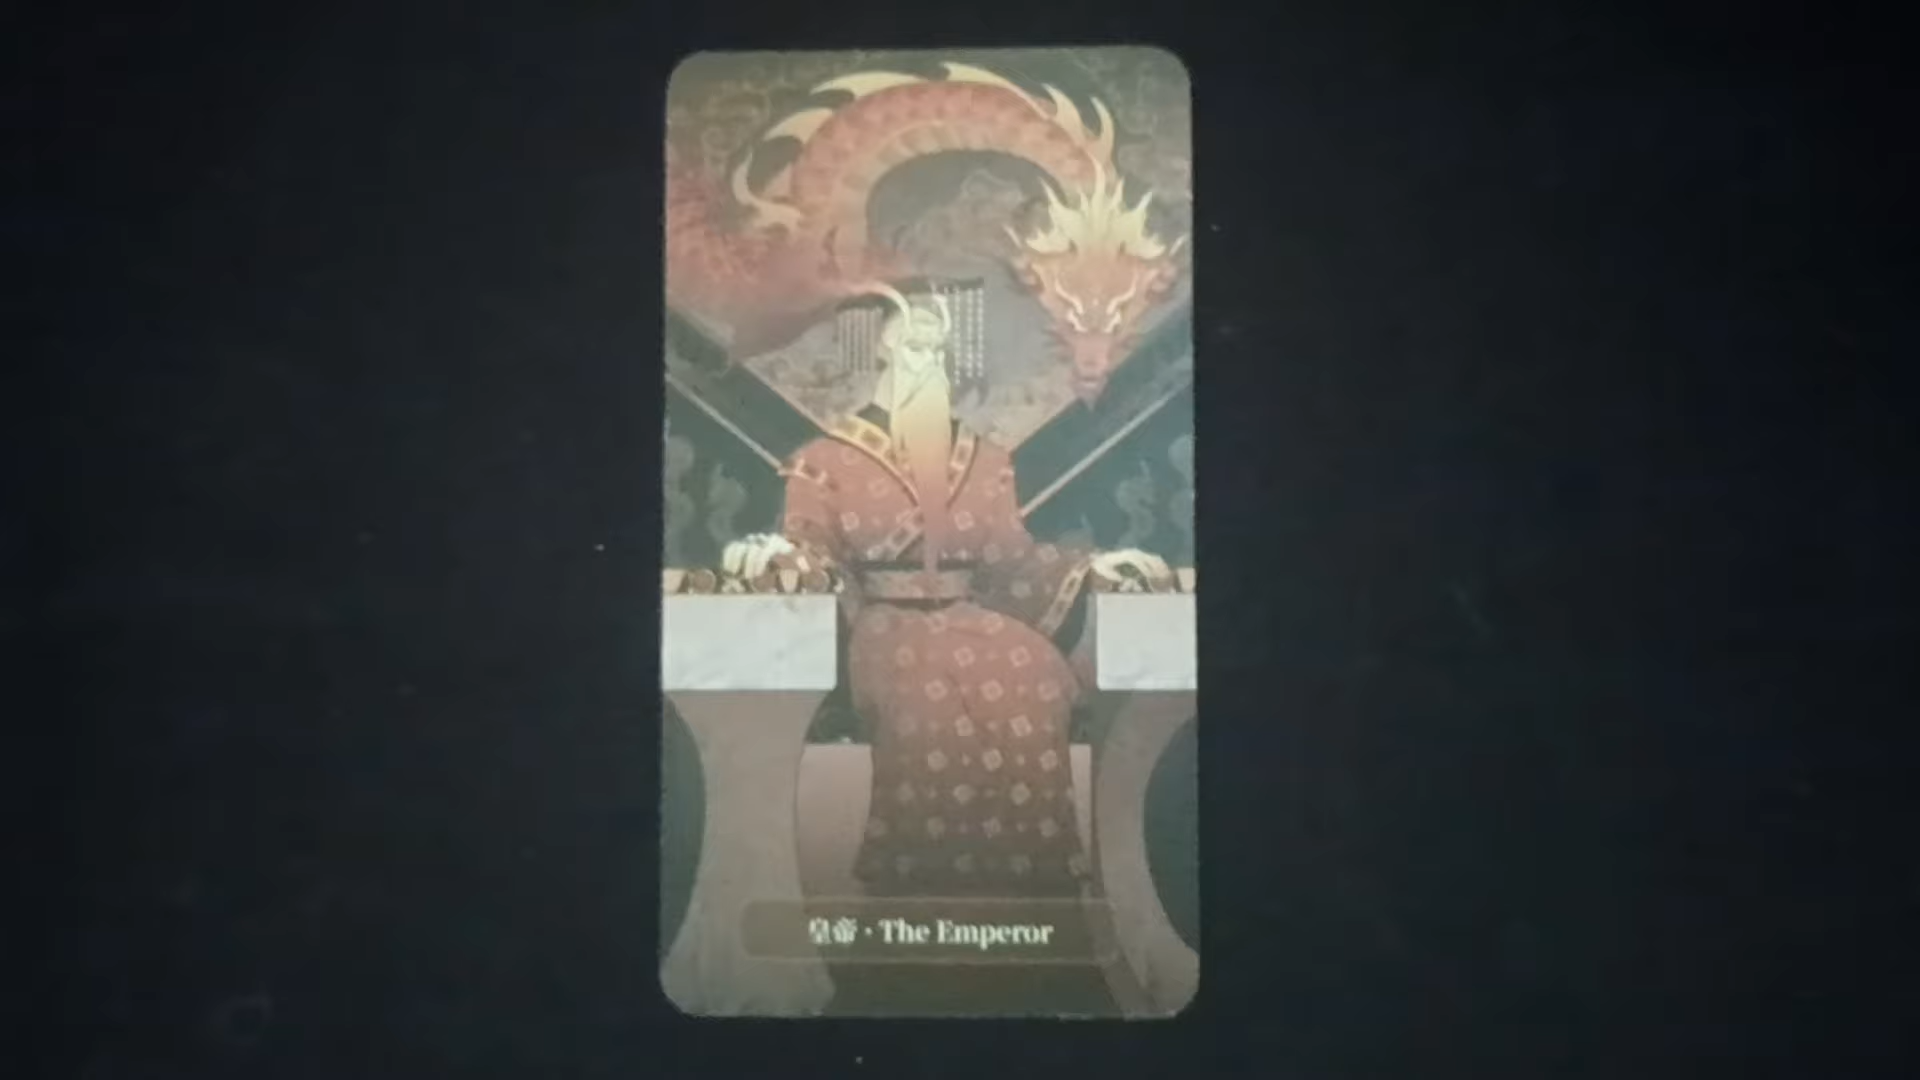 皇帝 · The Emperor